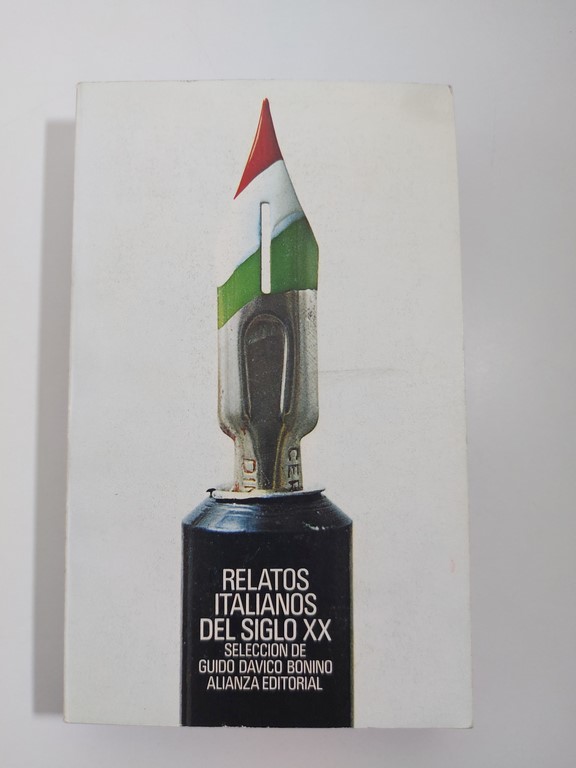 RELATOS
ITALIANOS
DEL SIGLO XX
SELECCION DE
GUIDO DAVICO BONINO
ALIANZA EDITORIAL